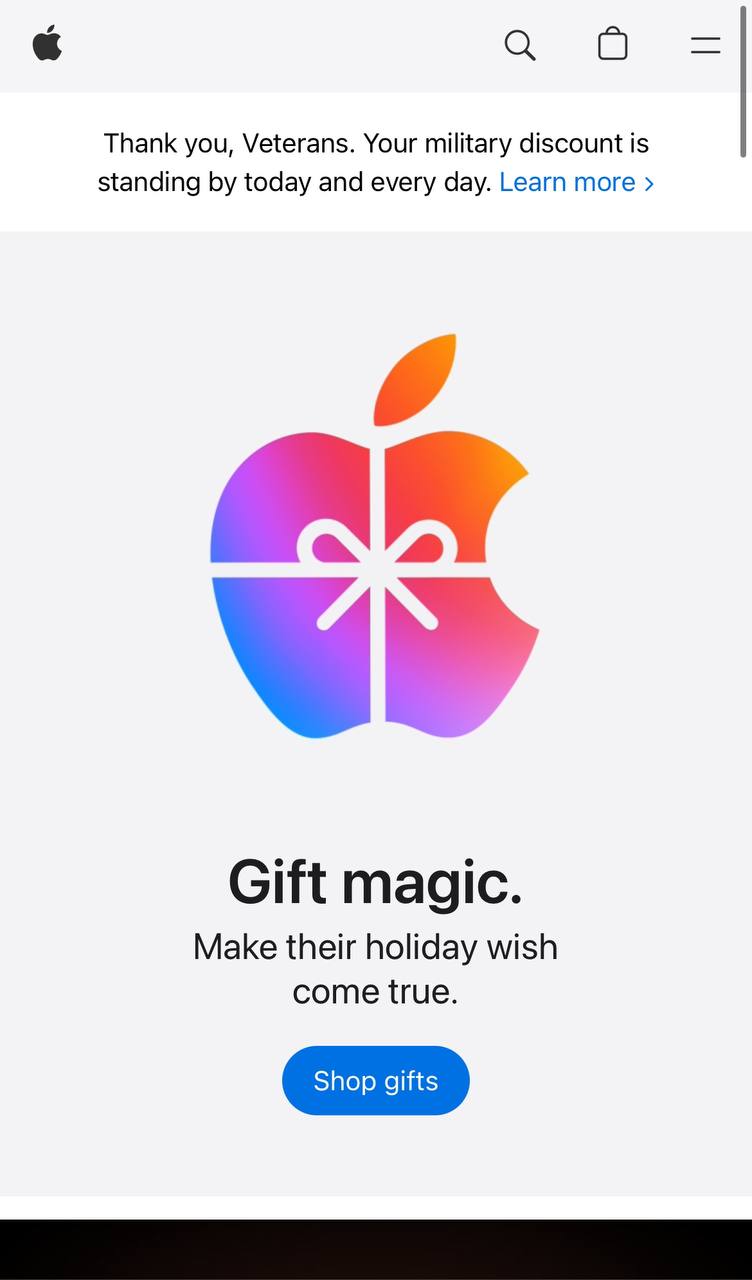 Thank you, Veterans. Your military discount is
standing by today and every day. Learn more >
Gift magic.
Make their holiday wish
come true.
Shop gifts